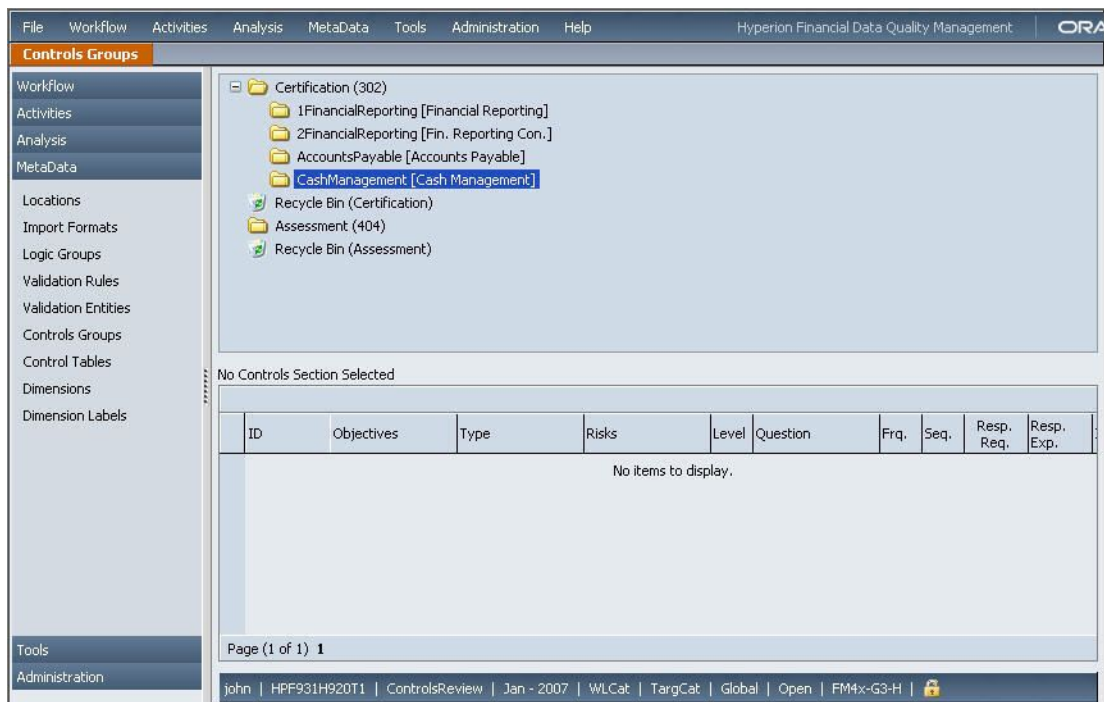 File Workflow Activities Analysis MetaData Tools Administration Help Hyperion Financial Data Quality Management ORA
Controls Groups
Workflow
Activities
Analysis
MetaData
Locations
Import Formats
Logic Groups
Validation Rules
Validation Entities
Controls Groups
Control Tables
Dimensions
Dimension Labels
Tools
Administration
Certification (302)
1FinancialReporting [Financial Reporting]
2FinancialReporting [Fin. Reporting Con.]
AccountsPayable [Accounts Payable]
CashManagement [Cash Management]
Recycle Bin (Certification)
Assessment (404)
Recycle Bin (Assessment)
No Controls Section Selected
ID Objectives Type Risks Level Question Frq. Seq. Resp. Req. Resp. Exp.
No items to display.
Page (1 of 1) 1
john | HPF931H920T1 | ControlsReview | Jan - 2007 | WLCat | TargCat | Global | Open | FM4x-G3-H |